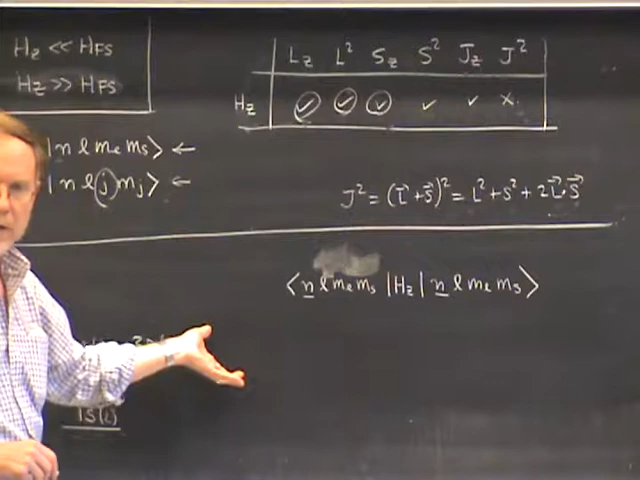 H_z << H_FS
H_z >> H_FS
L_z L² S_z S² J_z J²
H_z ✓ ✓ ✓ ✓ ✓ ×
|n ℓ m_ℓ m_s⟩ ←
|n ℓ j m_j⟩ ←
J² = (L⃗ + S⃗)² = L² + S² + 2L⃗·S⃗
⟨n ℓ m_ℓ m_s | H_z | n ℓ m_ℓ m_s⟩